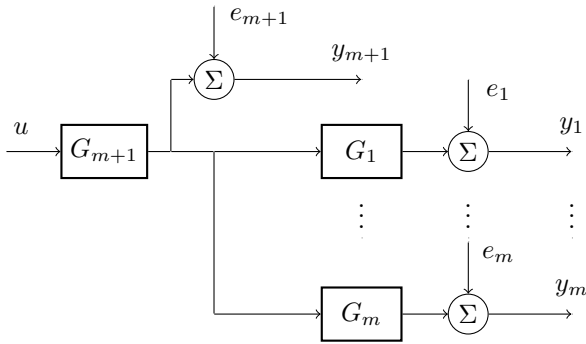 e_{m+1}
Σ
y_{m+1}
u
G_{m+1}
G_1
e_1
Σ
y_1
⋮ ⋮ ⋮
G_m
e_m
Σ
y_m